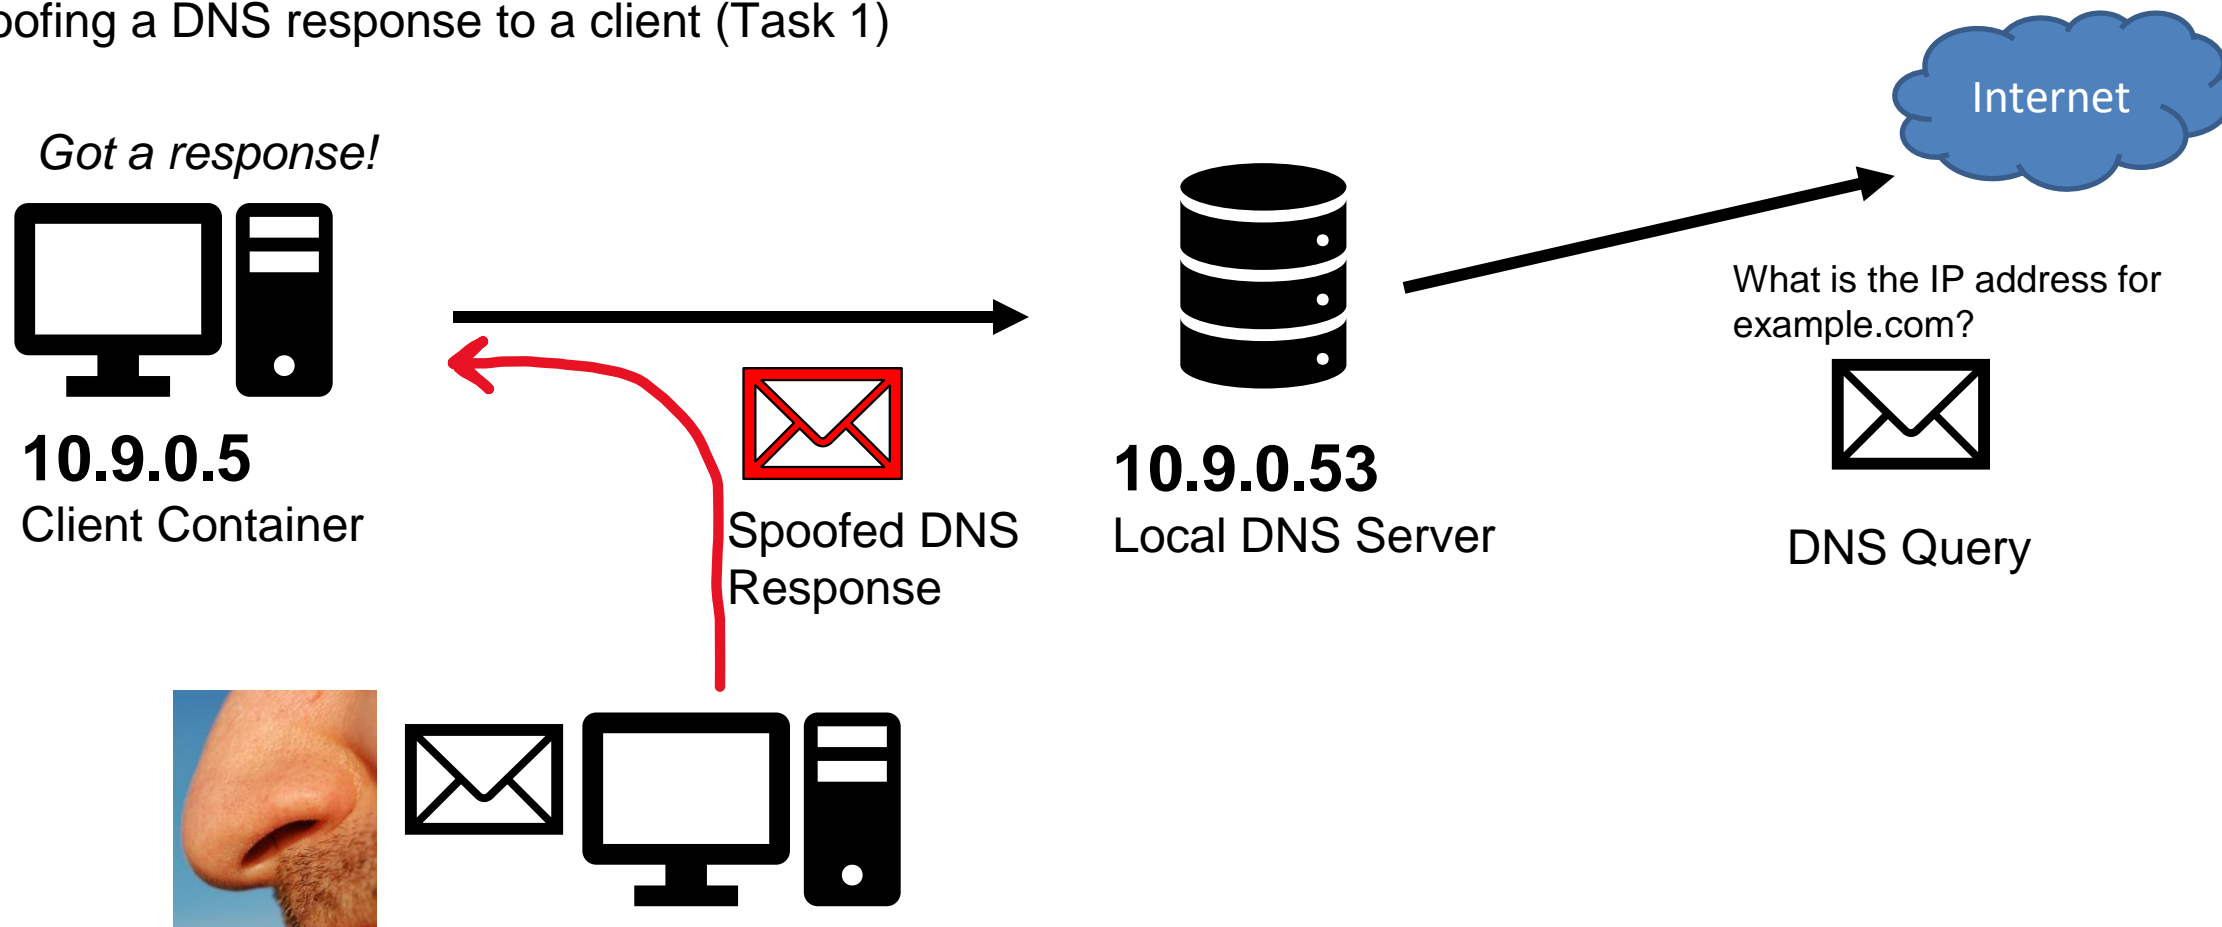 oofing a DNS response to a client (Task 1)
Internet
Got a response!
What is the IP address for
example.com?
10.9.0.5
Client Container
10.9.0.53
Local DNS Server
Spoofed DNS
Response
DNS Query